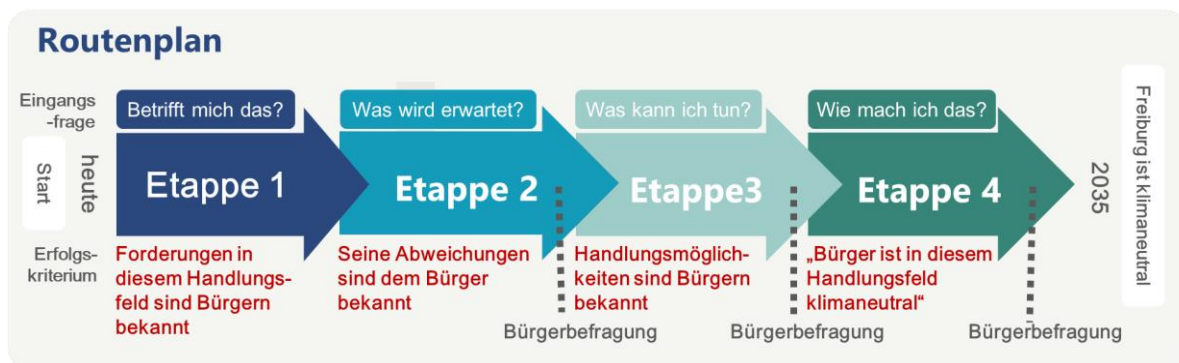 Routenplan
Eingangs
-frage
Betrifft mich das?
Was wird erwartet?
Was kann ich tun?
Wie mach ich das?
Start
heute
Etappe 1
Etappe 2
Etappe3
Etappe 4
2035
Freiburg ist klimaneutral
Erfolgs-
kriterium
Forderungen in
diesem Handlungs-
feld sind Bürgern
bekannt
Seine Abweichungen
sind dem Bürger
bekannt
Handlungsmöglich-
keiten sind Bürgern
bekannt
„Bürger ist in diesem
Handlungsfeld
klimaneutral“
Bürgerbefragung
Bürgerbefragung
Bürgerbefragung